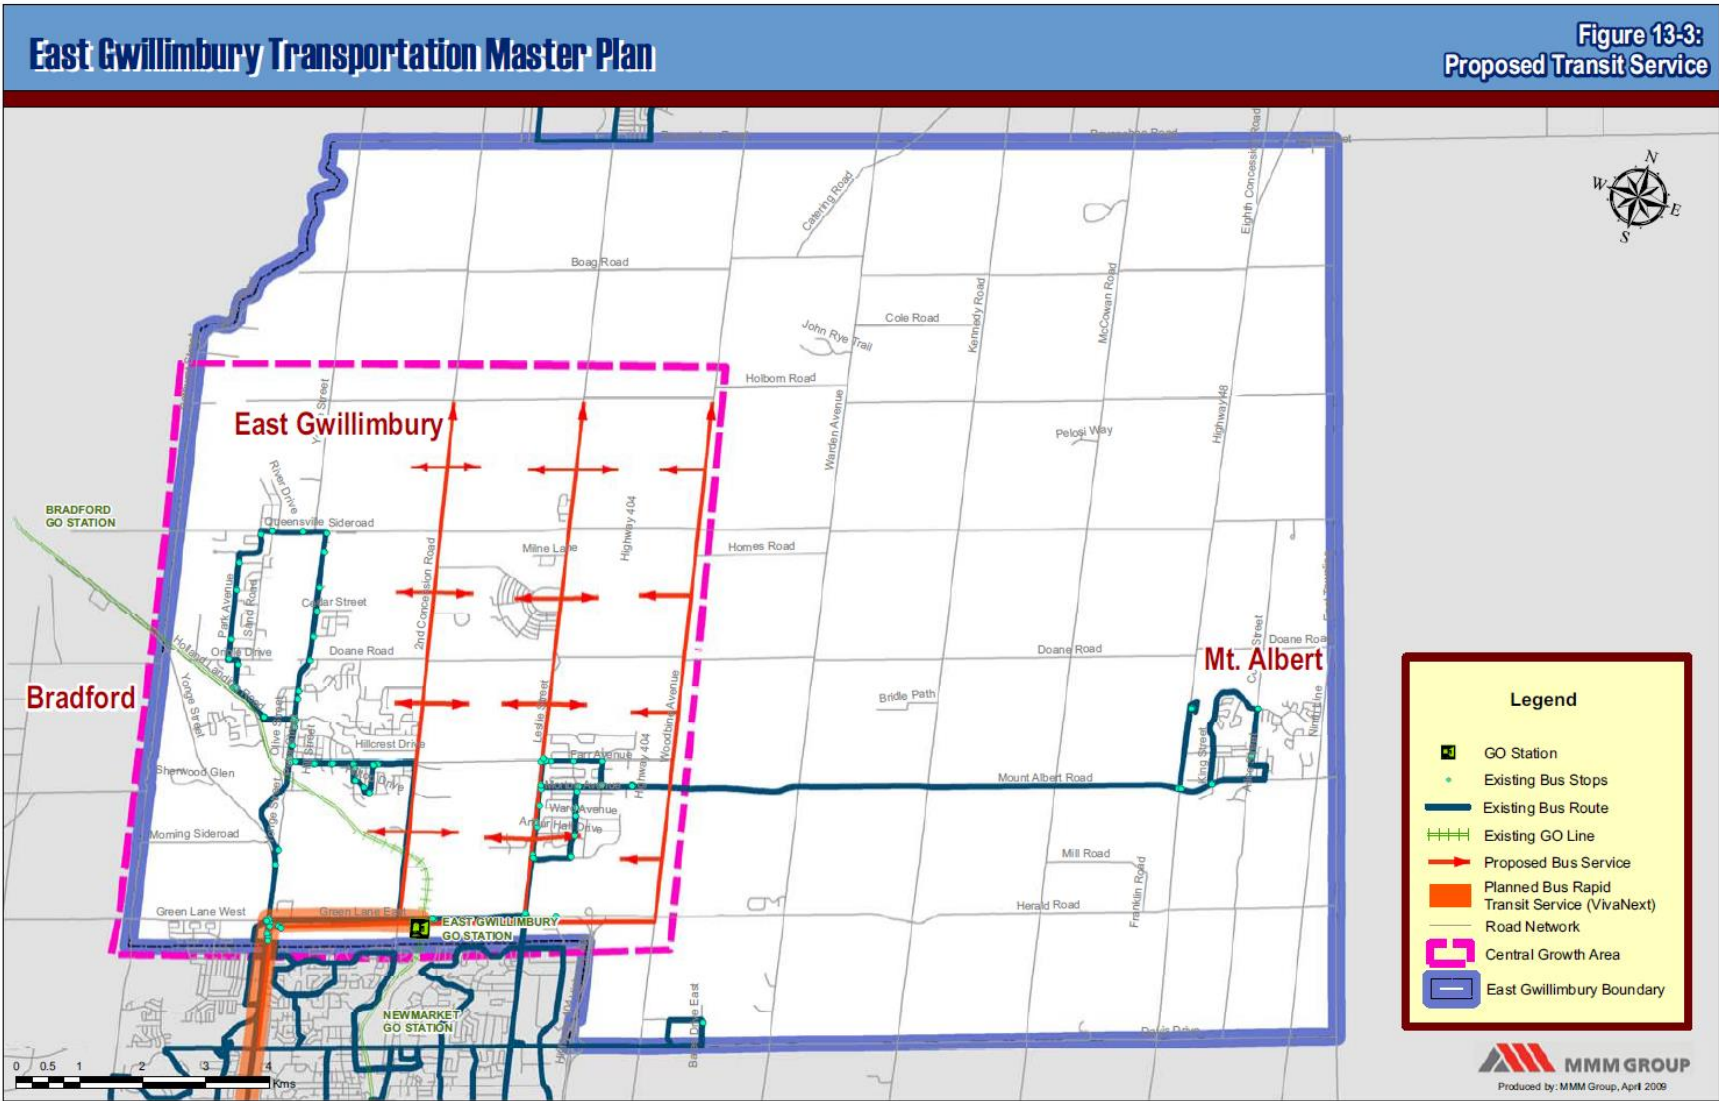 East Gwillimbury Transportation Master Plan
Figure 13-3:
Proposed Transit Service
N
W
E
S
Eighth Concession Road
Catering Road
Boag Road
Kennedy Road
McCowan Road
Cole Road
John Rye Trail
Holborn Road
Warden Avenue
Highway 48
Pelosi Way
East Gwillimbury
River Drive
BRADFORD
GO STATION
Queensville Sideroad
Highway 404
Milne Lane
Homes Road
2nd Concession Road
Park Avenue
Sand Road
Cedar Street
Doane Road
Doane Road
Mt. Albert
Bradford
Yonge Street
Olive Street
Leslie Street
Woodbine Avenue
Bridle Path
Ninth Line
King Street
Hillcrest Drive
Farr Avenue
Highway 404
Sherwood Glen
Mount Albert Road
Ward Avenue
Morning Sideroad
Mill Road
Franklin Road
Green Lane West
Green Lane East
Herald Road
EAST GWILLIMBURY
GO STATION
NEWMARKET
GO STATION
Davis Drive
0 0.5 1 2 3 4
Kms
Legend
GO Station
Existing Bus Stops
Existing Bus Route
Existing GO Line
Proposed Bus Service
Planned Bus Rapid
Transit Service (VivaNext)
Road Network
Central Growth Area
East Gwillimbury Boundary
MMM GROUP
Produced by: MMM Group, April 2009